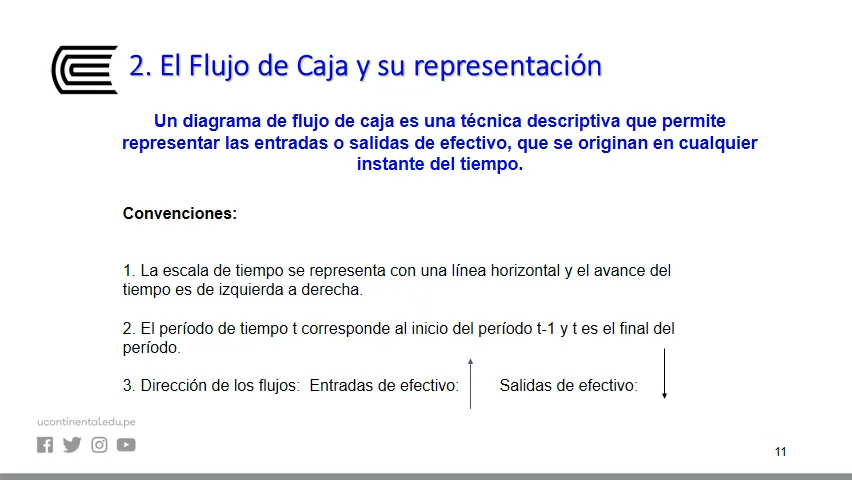 2. El Flujo de Caja y su representación
Un diagrama de flujo de caja es una técnica descriptiva que permite
representar las entradas o salidas de efectivo, que se originan en cualquier
instante del tiempo.
Convenciones:
1. La escala de tiempo se representa con una línea horizontal y el avance del
tiempo es de izquierda a derecha.
2. El período de tiempo t corresponde al inicio del período t-1 y t es el final del
período.
3. Dirección de los flujos: Entradas de efectivo: Salidas de efectivo:
ucontinental.edu.pe
11